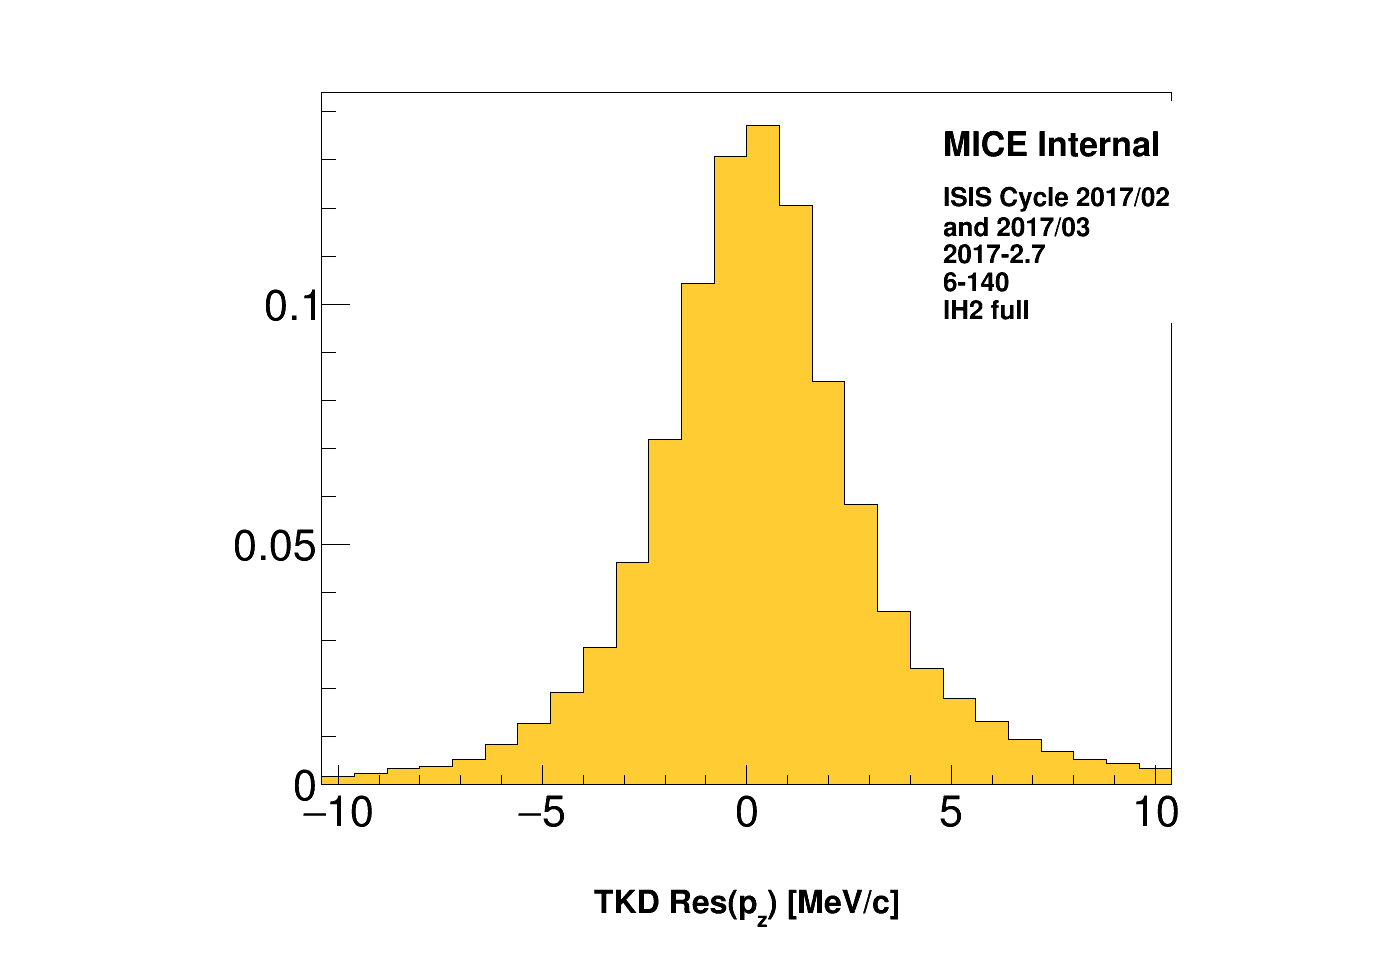 MICE Internal
ISIS Cycle 2017/02
and 2017/03
2017-2.7
6-140
lH2 full
0.1
0.05
0
−10 −5 0 5 10
TKD Res(pz) [MeV/c]